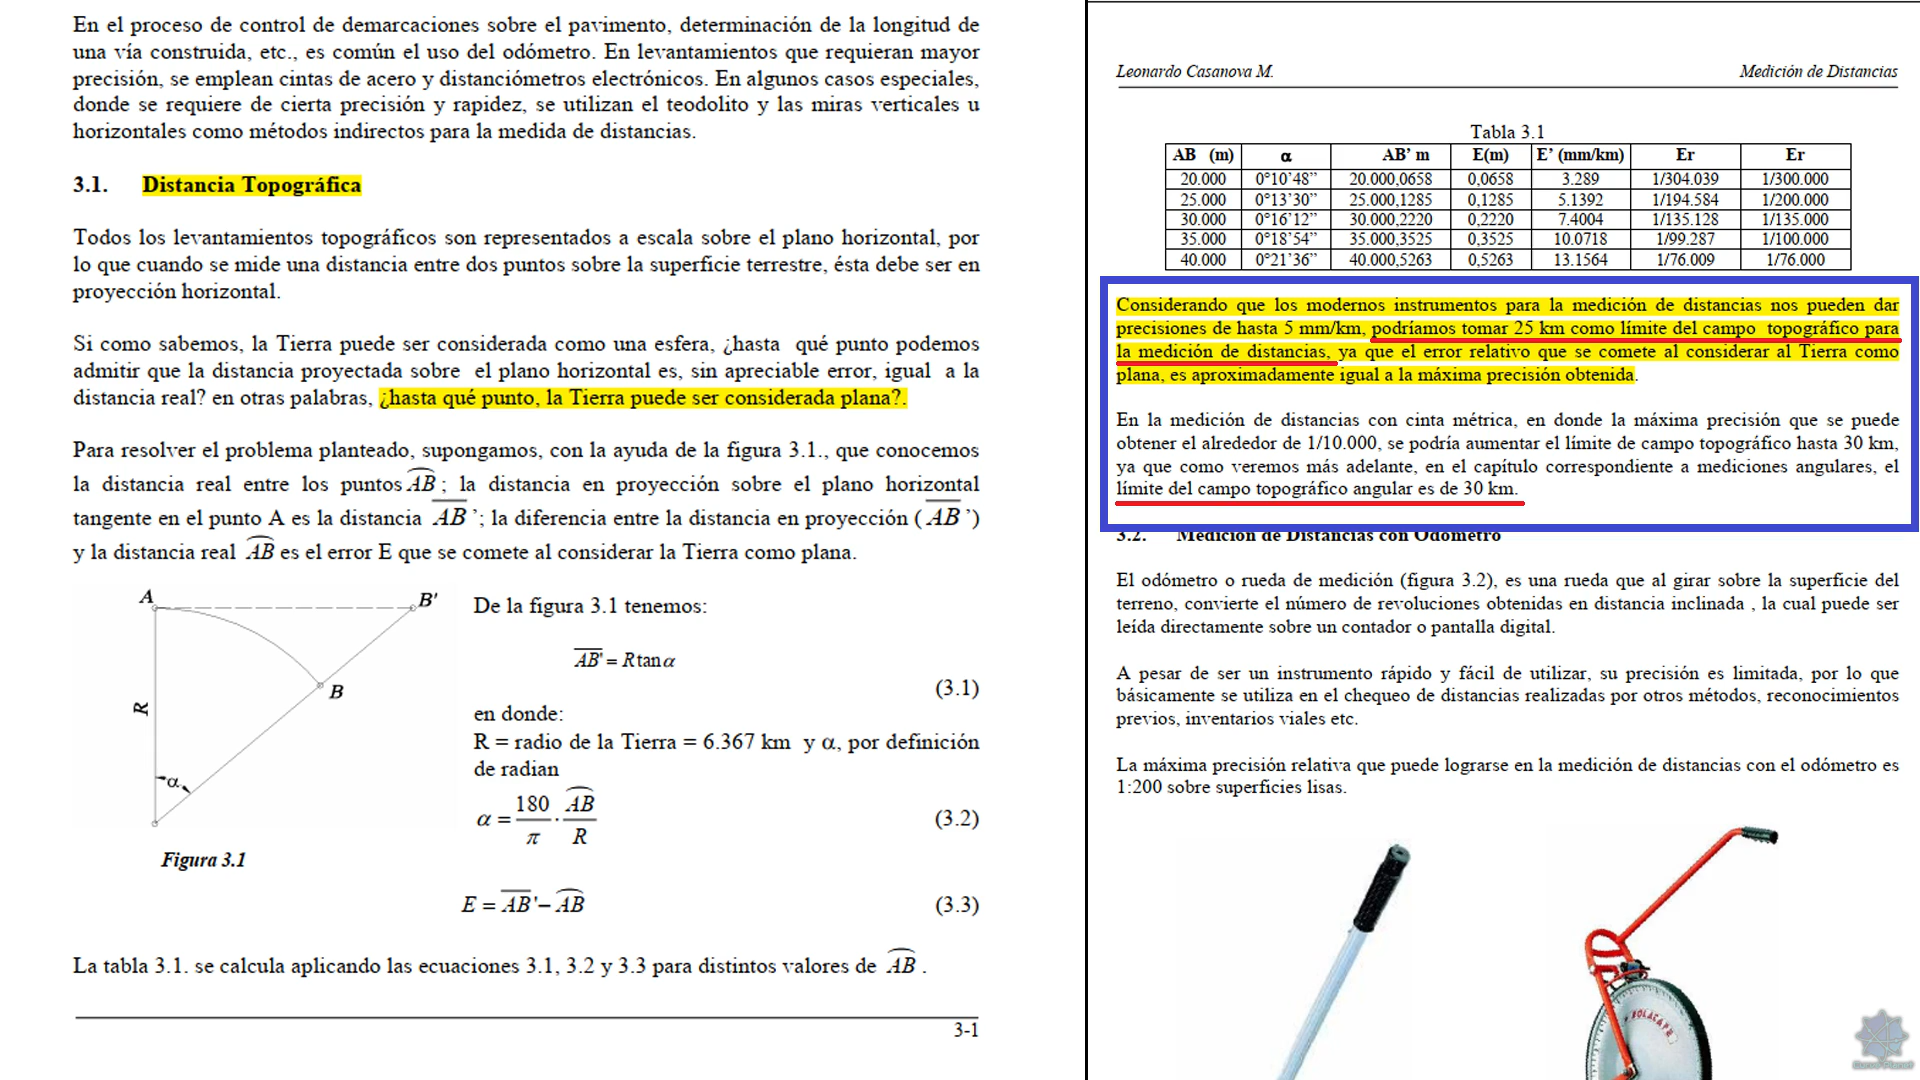 En el proceso de control de demarcaciones sobre el pavimento, determinación de la longitud de
una vía construida, etc., es común el uso del odómetro. En levantamientos que requieran mayor
precisión, se emplean cintas de acero y distanciómetros electrónicos. En algunos casos especiales,
donde se requiere de cierta precisión y rapidez, se utilizan el teodolito y las miras verticales u
horizontales como métodos indirectos para la medida de distancias.
3.1. Distancia Topográfica
Todos los levantamientos topográficos son representados a escala sobre el plano horizontal, por
lo que cuando se mide una distancia entre dos puntos sobre la superficie terrestre, ésta debe ser en
proyección horizontal.
Si como sabemos, la Tierra puede ser considerada como una esfera, ¿hasta qué punto podemos
admitir que la distancia proyectada sobre el plano horizontal es, sin apreciable error, igual a la
distancia real? en otras palabras, ¿hasta qué punto, la Tierra puede ser considerada plana?.
Para resolver el problema planteado, supongamos, con la ayuda de la figura 3.1., que conocemos
la distancia real entre los puntos AB ; la distancia en proyección sobre el plano horizontal
tangente en el punto A es la distancia AB ’; la diferencia entre la distancia en proyección ( AB ’)
y la distancia real AB es el error E que se comete al considerar la Tierra como plana.
A
B'
B
R
α
Figura 3.1
De la figura 3.1 tenemos:
AB' = R tan α
(3.1)
en donde:
R = radio de la Tierra = 6.367 km y α, por definición
de radian
α = 180/π · AB/R (3.2)
E = AB' − AB (3.3)
La tabla 3.1. se calcula aplicando las ecuaciones 3.1, 3.2 y 3.3 para distintos valores de AB .
3-1
Leonardo Casanova M. Medición de Distancias
Tabla 3.1
AB (m) α AB’ m E(m) E’ (mm/km) Er Er
20.000 0°10’48” 20.000,0658 0,0658 3.289 1/304.039 1/300.000
25.000 0°13’30” 25.000,1285 0,1285 5.1392 1/194.584 1/200.000
30.000 0°16’12” 30.000,2220 0,2220 7.4004 1/135.128 1/135.000
35.000 0°18’54” 35.000,3525 0,3525 10.0718 1/99.287 1/100.000
40.000 0°21’36” 40.000,5263 0,5263 13.1564 1/76.009 1/76.000
Considerando que los modernos instrumentos para la medición de distancias nos pueden dar
precisiones de hasta 5 mm/km, podríamos tomar 25 km como límite del campo topográfico para
la medición de distancias, ya que el error relativo que se comete al considerar al Tierra como
plana, es aproximadamente igual a la máxima precisión obtenida.
En la medición de distancias con cinta métrica, en donde la máxima precisión que se puede
obtener el alrededor de 1/10.000, se podría aumentar el límite de campo topográfico hasta 30 km,
ya que como veremos más adelante, en el capítulo correspondiente a mediciones angulares, el
límite del campo topográfico angular es de 30 km.
3.2. Medición de Distancias con Odómetro
El odómetro o rueda de medición (figura 3.2), es una rueda que al girar sobre la superficie del
terreno, convierte el número de revoluciones obtenidas en distancia inclinada , la cual puede ser
leída directamente sobre un contador o pantalla digital.
A pesar de ser un instrumento rápido y fácil de utilizar, su precisión es limitada, por lo que
básicamente se utiliza en el chequeo de distancias realizadas por otros métodos, reconocimientos
previos, inventarios viales etc.
La máxima precisión relativa que puede lograrse en la medición de distancias con el odómetro es
1:200 sobre superficies lisas.